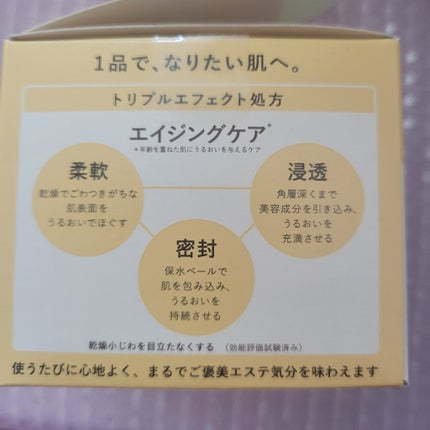 1品で、なりたい肌へ。
トリプルエフェクト処方
エイジングケア*
*年齢を重ねた肌にうるおいを与えるケア
柔軟
乾燥でごわつきがちな
肌表面を
うるおいでほぐす
浸透
角層深くまで
美容成分を引き込み、
うるおいを
充満させる
密封
保水ベールで
肌を包み込み、
うるおいを
持続させる
乾燥小じわを目立たなくする (効能評価試験済み)
使うたびに心地よく、まるでご褒美エステ気分を味わえます